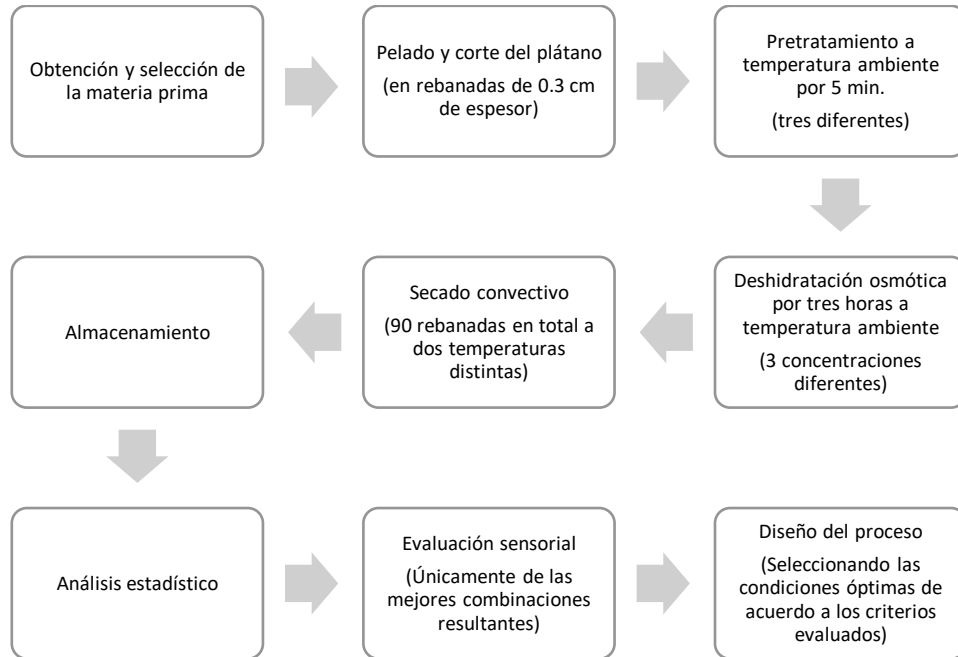 Obtención y selección de
la materia prima
Pelado y corte del plátano
(en rebanadas de 0.3 cm
de espesor)
Pretratamiento a
temperatura ambiente
por 5 min.
(tres diferentes)
Deshidratación osmótica
por tres horas a
temperatura ambiente
(3 concentraciones
diferentes)
Secado convectivo
(90 rebanadas en total a
dos temperaturas
distintas)
Almacenamiento
Análisis estadístico
Evaluación sensorial
(Únicamente de las
mejores combinaciones
resultantes)
Diseño del proceso
(Seleccionando las
condiciones óptimas de
acuerdo a los criterios
evaluados)